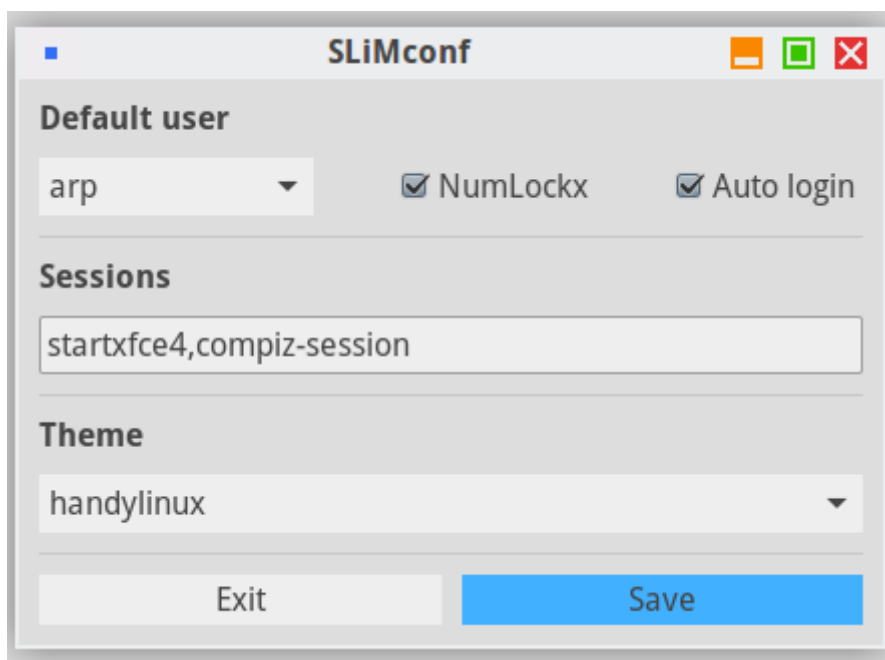 SLiMconf
Default user
arp NumLockx Auto login
Sessions
startxfce4,compiz-session
Theme
handylinux
Exit Save